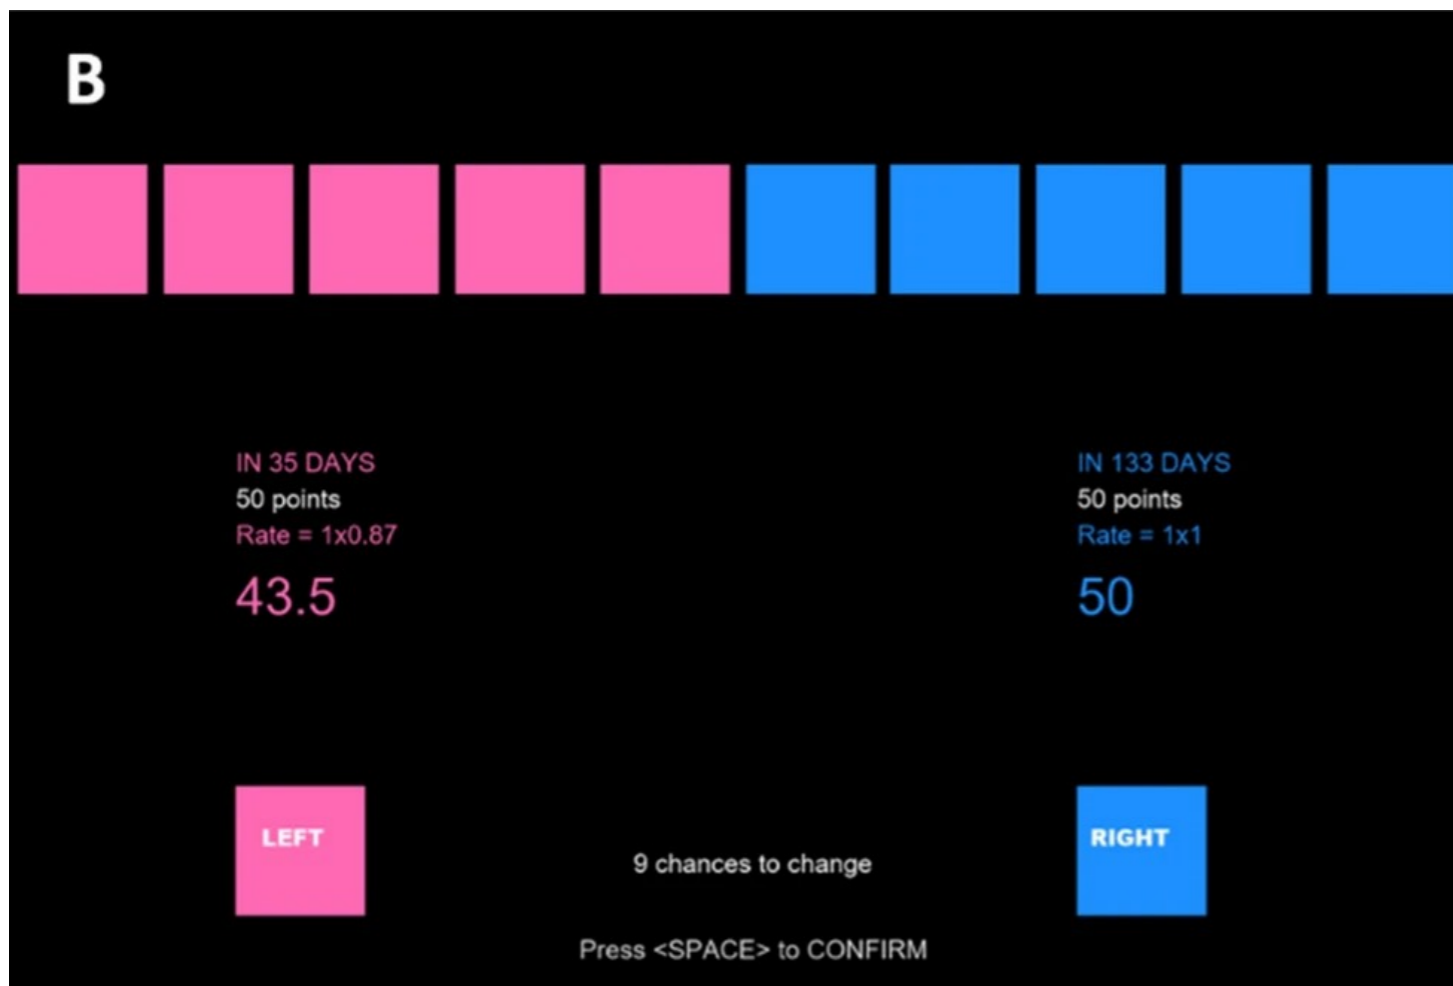 B
IN 35 DAYS
50 points
Rate = 1x0.87
43.5
IN 133 DAYS
50 points
Rate = 1x1
50
LEFT
9 chances to change
RIGHT
Press <SPACE> to CONFIRM